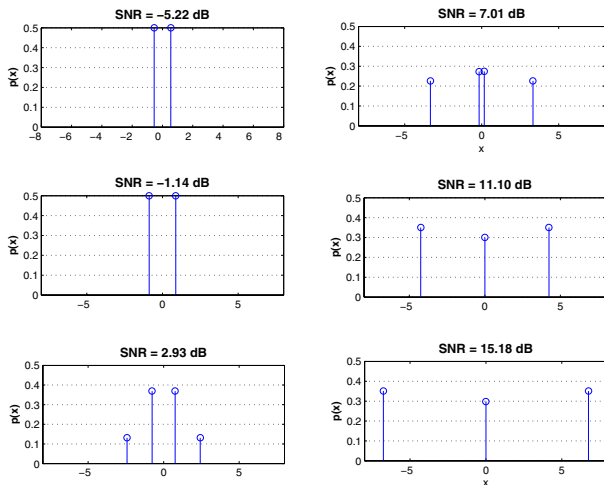 SNR = −5.22 dB
p(x)
0.5
0.4
0.3
0.2
0.1
0
−8 −6 −4 −2 0 2 4 6 8
SNR = 7.01 dB
p(x)
0.5
0.4
0.3
0.2
0.1
0
−5 0 5
x
SNR = −1.14 dB
p(x)
0.5
0.4
0.3
0.2
0.1
0
−5 0 5
SNR = 11.10 dB
p(x)
0.5
0.4
0.3
0.2
0.1
0
−5 0 5
SNR = 2.93 dB
p(x)
0.5
0.4
0.3
0.2
0.1
0
−5 0 5
SNR = 15.18 dB
p(x)
0.5
0.4
0.3
0.2
0.1
0
−5 0 5
x